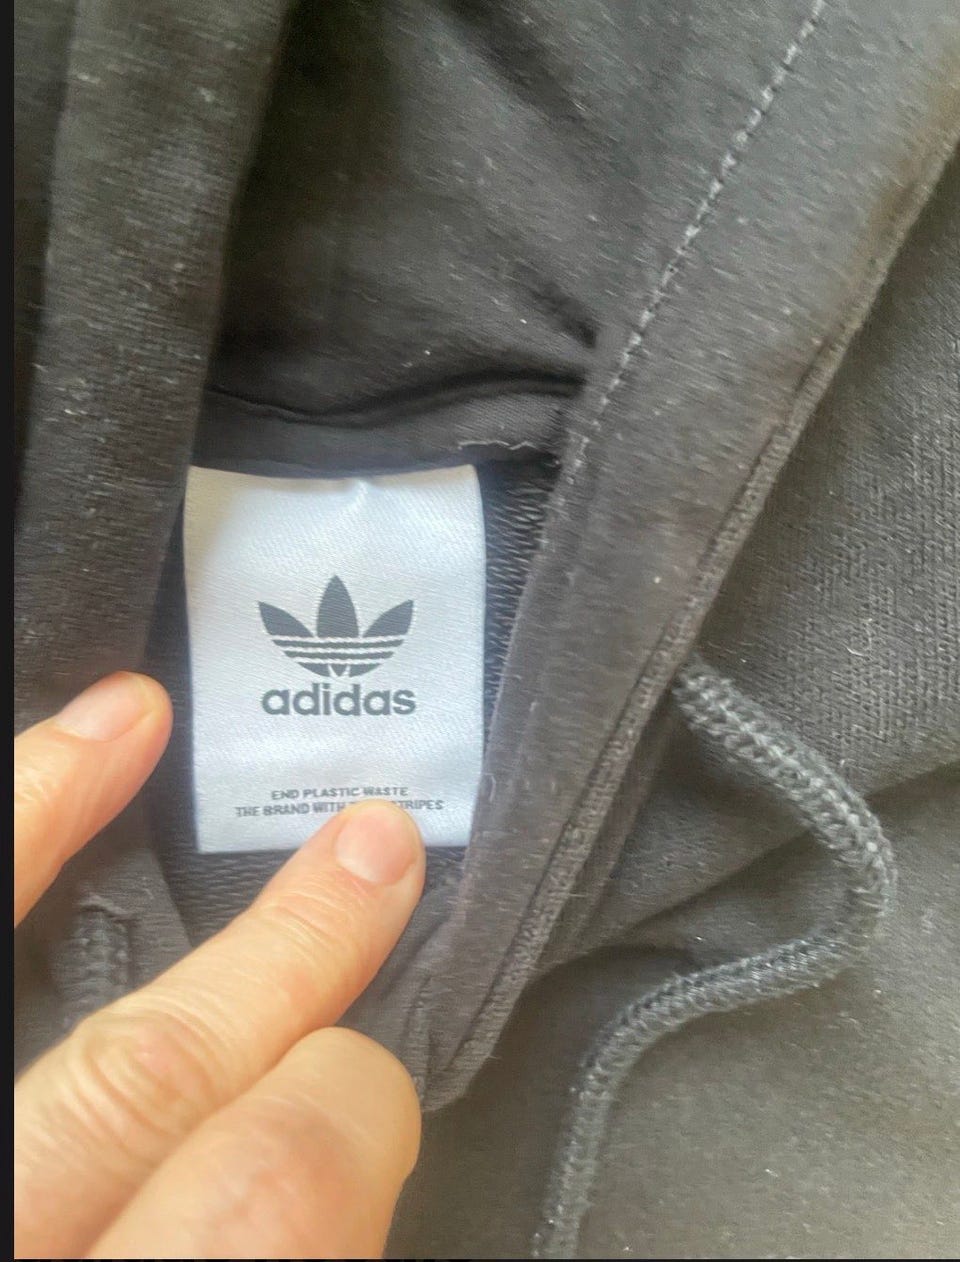 adidas
END PLASTIC WASTE
THE BRAND WITH STRIPES